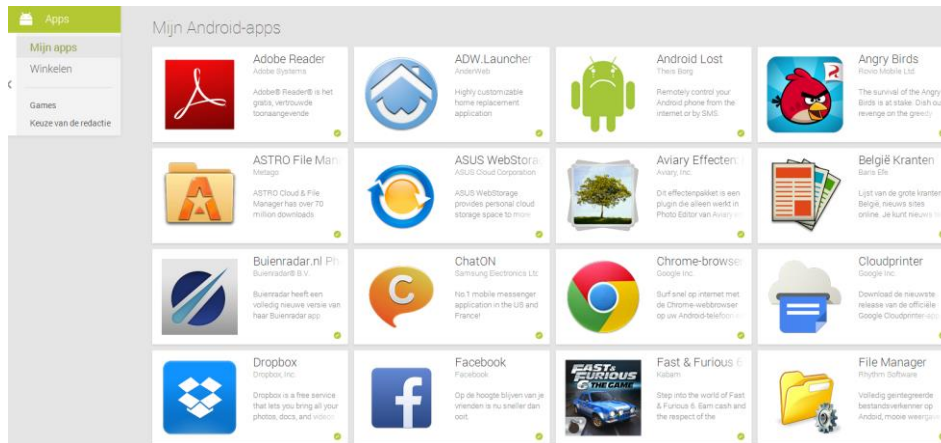 Apps
Mijn apps
Winkelen
Games
Keuze van de redactie
Mijn Android-apps
Adobe Reader
Adobe Systems
Adobe® Reader® is het
gratis, vertrouwde
toonaangevende
ADW.Launcher
AnderWeb
Highly customizable
home replacement
application
Android Lost
Theis Borg
Remotely control your
Android phone from the
internet or by SMS.
Angry Birds
Rovio Mobile Ltd
The survival of the Angry
Birds is at stake. Dish ou
revenge on the greedy
ASTRO File Man
Metago
ASTRO Cloud & File
Manager has over 70
million downloads
ASUS WebStora
ASUS Cloud Corporation
ASUS WebStorage
provides personal cloud
storage space to more
Aviary Effecten:
Aviary, Inc.
Dit effectenpakket is een
plugin die alleen werkt in
Photo Editor van Aviary
België Kranten
Baris Efe
Lijst van de grote kranten
België, nieuws sites
online. Je kunt nieuws
Buienradar.nl Ph
Buienradar® B.V.
Buienradar heeft een
volledig nieuwe versie van
haar Buienradar app.
C
ChatON
Samsung Electronics Ltd
No.1 mobile messenger
application in the US and
France!
Chrome-browse
Google Inc.
Surf snel op internet met
de Chrome-webbrowser
op uw Android-telefoon
Cloudprinter
Google Inc.
Download de nieuwste
release van de officiële
Google Cloudprinter-app
Dropbox
Dropbox, Inc.
Dropbox is a free service
that lets you bring all your
photos, docs, and videos
f
Facebook
Facebook
Op de hoogte blijven van je
vrienden is nu sneller dan
ooit.
FAST &
FURIOUS
6 THE GAME
Fast & Furious 6
Kabam
Step into the world of Fast
& Furious 6. Earn cash and
the respect of the
File Manager
Rhythm Software
Volledig geïntegreerde
bestandsverkenner op
Android, mooie weergave